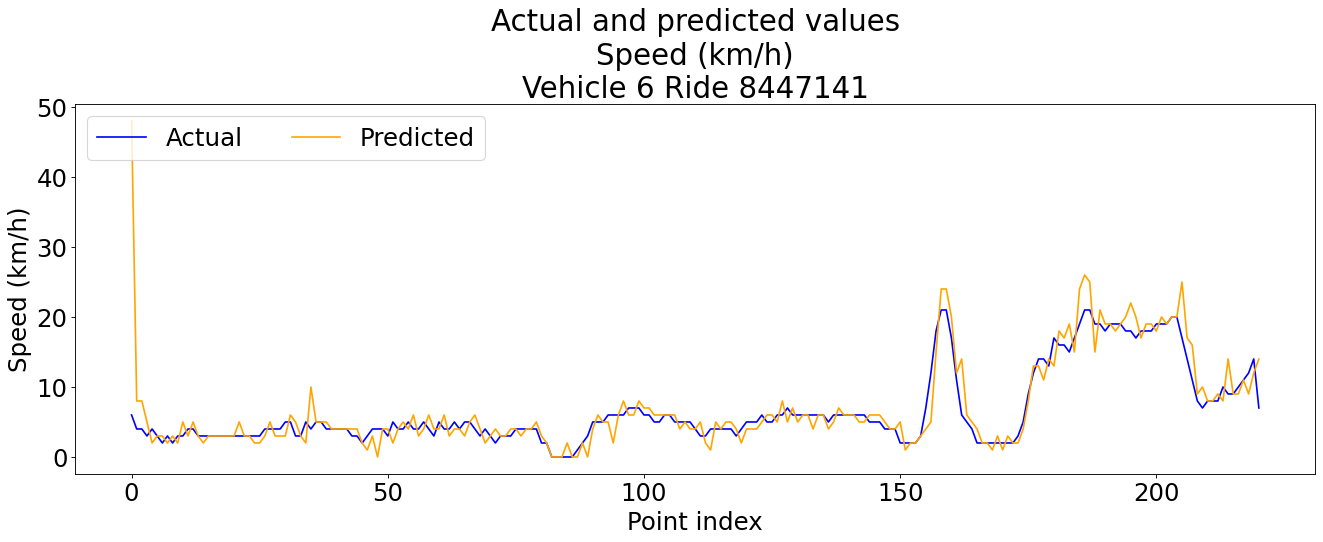 Actual and predicted values
Speed (km/h)
Vehicle 6 Ride 8447141
Actual
Predicted
Speed (km/h)
50
40
30
20
10
0
0
50
100
150
200
Point index